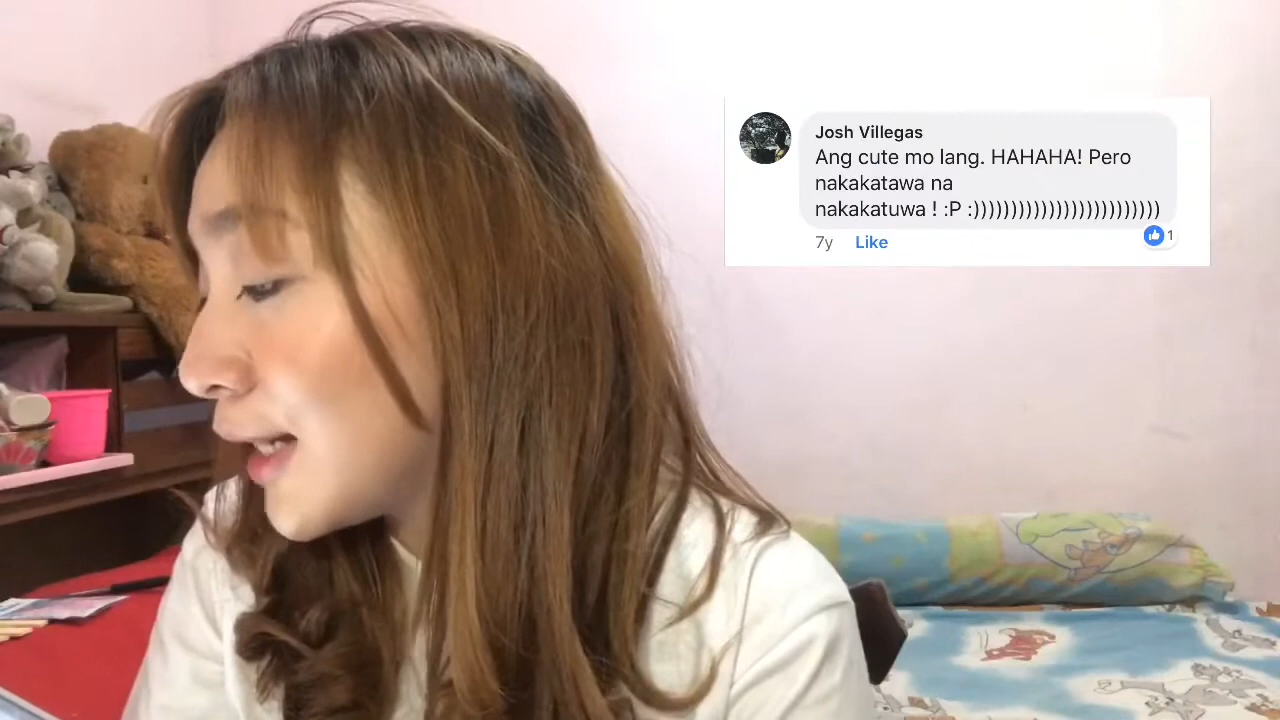 Josh Villegas
Ang cute mo lang. HAHAHA! Pero
nakakatawa na
nakakatuwa ! :P :)))))))))))))))))))))))))
7y Like 1